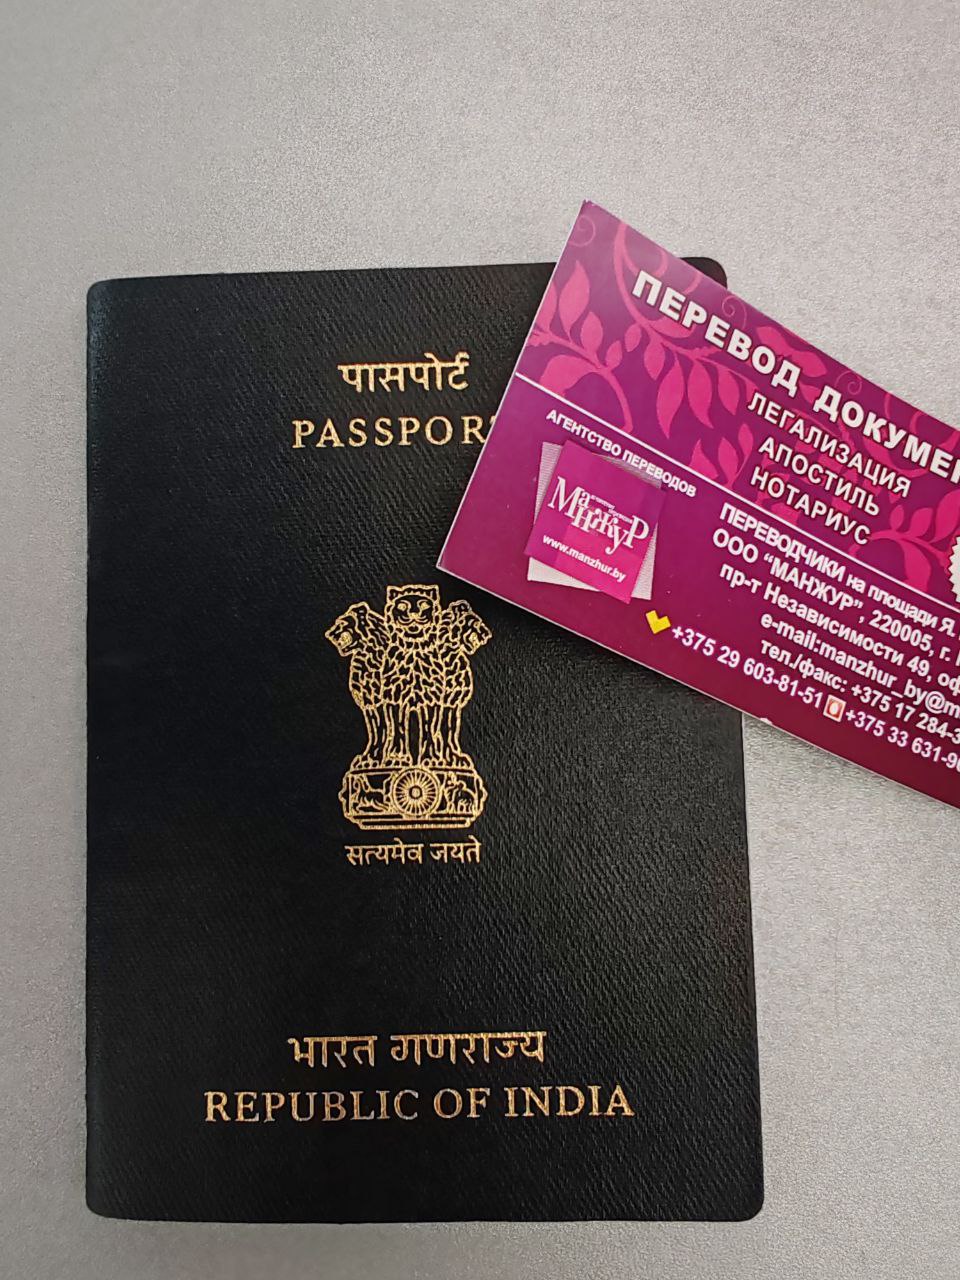 पासपोर्ट
PASSPOR
सत्यमेव जयते
भारत गणराज्य
REPUBLIC OF INDIA
ПЕРЕВОД ДОКУМЕН
ЛЕГАЛИЗАЦИЯ
АПОСТИЛЬ
НОТАРИУС
АГЕНТСТВО ПЕРЕВОДОВ
МанжуР
www.manzhur.by
ПЕРЕВОДЧИКИ на площади Я.
ООО "МАНЖУР", 220005, г.
пр-т Независимости 49, оф
e-mail:manzhur_by@m
тел./факс: +375 17 284-3
+375 29 603-81-51 +375 33 631-96